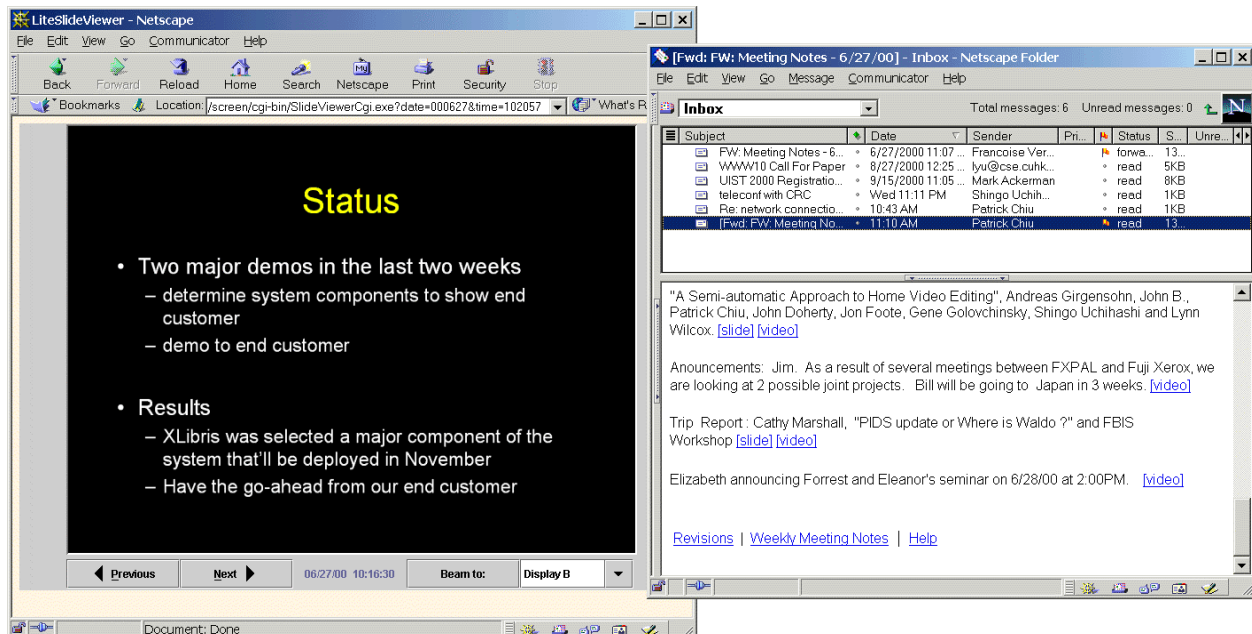 LiteSlideViewer - Netscape
File Edit View Go Communicator Help
Back Forward Reload Home Search Netscape Print Security Stop
Bookmarks Location: /screen/cgi-bin/SlideViewerCgi.exe?date=000627&time=102057 What's R
Status
• Two major demos in the last two weeks
– determine system components to show end
customer
– demo to end customer
• Results
– XLibris was selected a major component of the
system that'll be deployed in November
– Have the go-ahead from our end customer
Previous Next 06/27/00 10:16:30 Beam to: Display B
Document: Done
[Fwd: FW: Meeting Notes - 6/27/00] - Inbox - Netscape Folder
File Edit View Go Message Communicator Help
Inbox Total messages: 6 Unread messages: 0 N
Subject Date Sender Pri... Status S... Unre...
FW: Meeting Notes - 6... 6/27/2000 11:07 ... Francoise Ver... forwa... 13...
WWW10 Call For Paper 8/27/2000 12:25 ... lyu@cse.cuhk... read 5KB
UIST 2000 Registratio... 9/15/2000 11:05 ... Mark Ackerman read 8KB
teleconf with CRC Wed 11:11 PM Shingo Uchih... read 1KB
Re: network connectio... 10:43 AM Patrick Chiu read 1KB
[Fwd: FW: Meeting No... 11:10 AM Patrick Chiu read 13...
"A Semi-automatic Approach to Home Video Editing", Andreas Girgensohn, John B.,
Patrick Chiu, John Doherty, Jon Foote, Gene Golovchinsky, Shingo Uchihashi and Lynn
Wilcox. [slide] [video]
Anouncements: Jim. As a result of several meetings between FXPAL and Fuji Xerox, we
are looking at 2 possible joint projects. Bill will be going to Japan in 3 weeks. [video]
Trip Report : Cathy Marshall, "PIDS update or Where is Waldo ?" and FBIS
Workshop [slide] [video]
Elizabeth announcing Forrest and Eleanor's seminar on 6/28/00 at 2:00PM. [video]
Revisions | Weekly Meeting Notes | Help